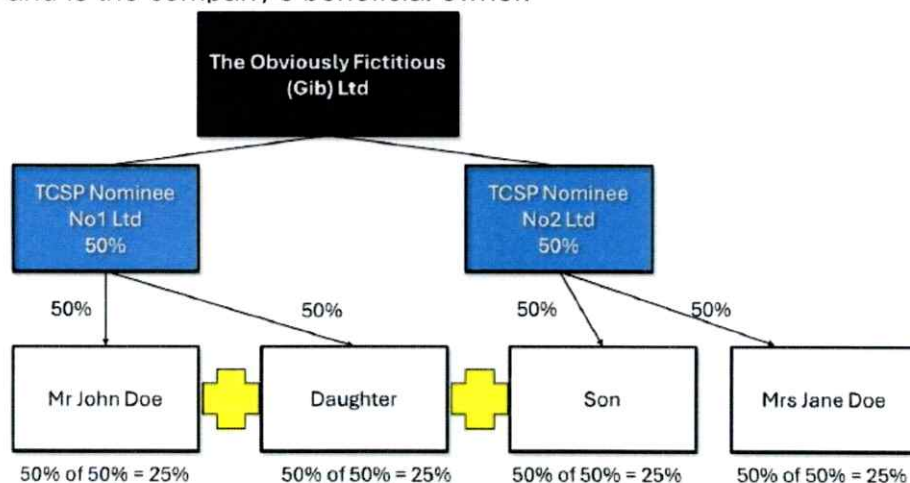 The Obviously Fictitious
(Gib) Ltd
TCSP Nominee
No1 Ltd
50%
TCSP Nominee
No2 Ltd
50%
50%
50%
50%
50%
Mr John Doe
Daughter
Son
Mrs Jane Doe
50% of 50% = 25%
50% of 50% = 25%
50% of 50% = 25%
50% of 50% = 25%